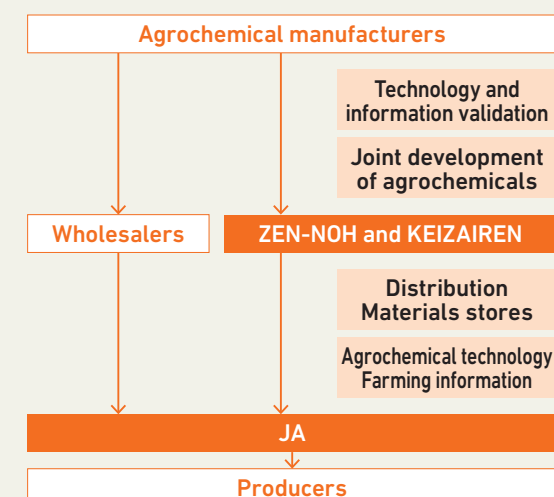 Agrochemical manufacturers
Technology and
information validation
Joint development
of agrochemicals
Wholesalers
ZEN-NOH and KEIZAIREN
Distribution
Materials stores
Agrochemical technology
Farming information
JA
Producers